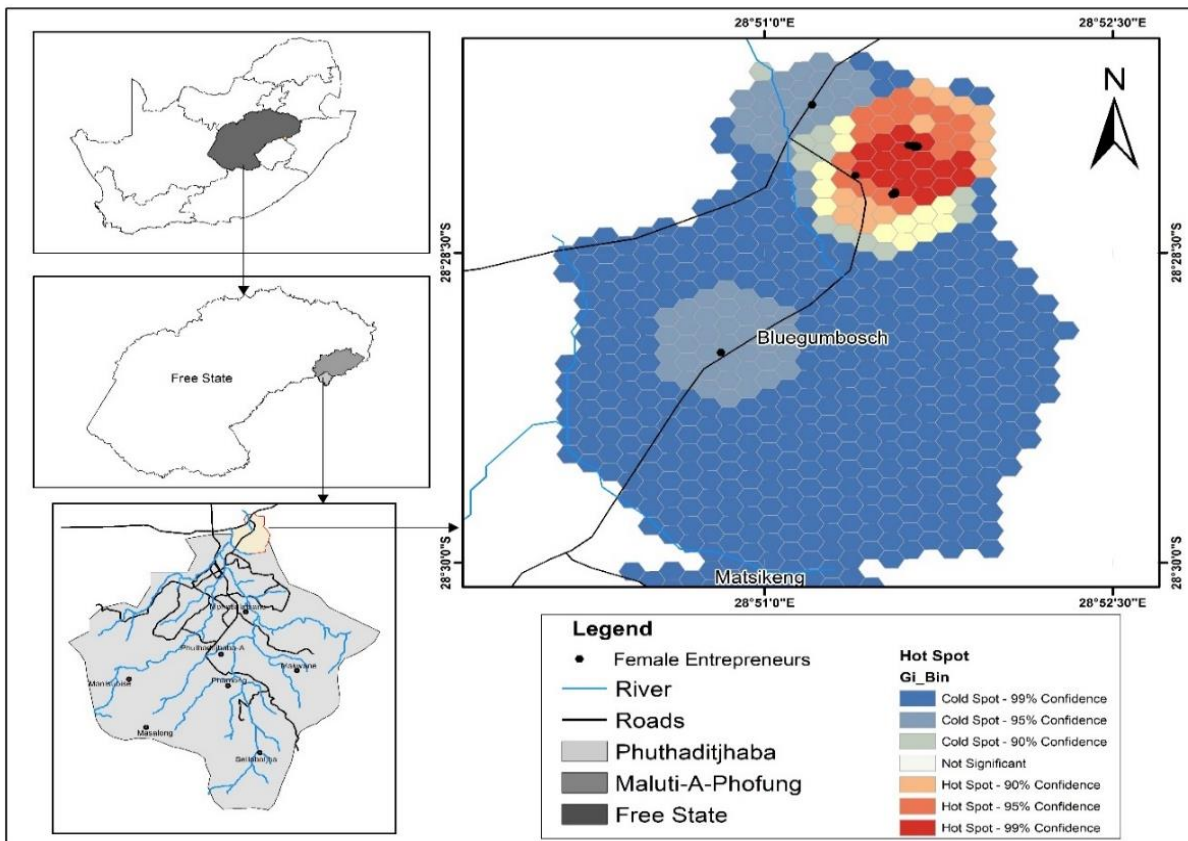 28°51'0"E
28°52'30"E
N
28°28'30"S
28°28'30"S
Bluegumbosch
Free State
28°30'0"S
28°30'0"S
Matsikeng
28°51'0"E
28°52'30"E
Phuthaditjhaba-A
Legend
Female Entrepreneurs
River
Roads
Phuthaditjhaba
Maluti-A-Phofung
Free State
Hot Spot
Gi_Bin
Cold Spot - 99% Confidence
Cold Spot - 95% Confidence
Cold Spot - 90% Confidence
Not Significant
Hot Spot - 90% Confidence
Hot Spot - 95% Confidence
Hot Spot - 99% Confidence